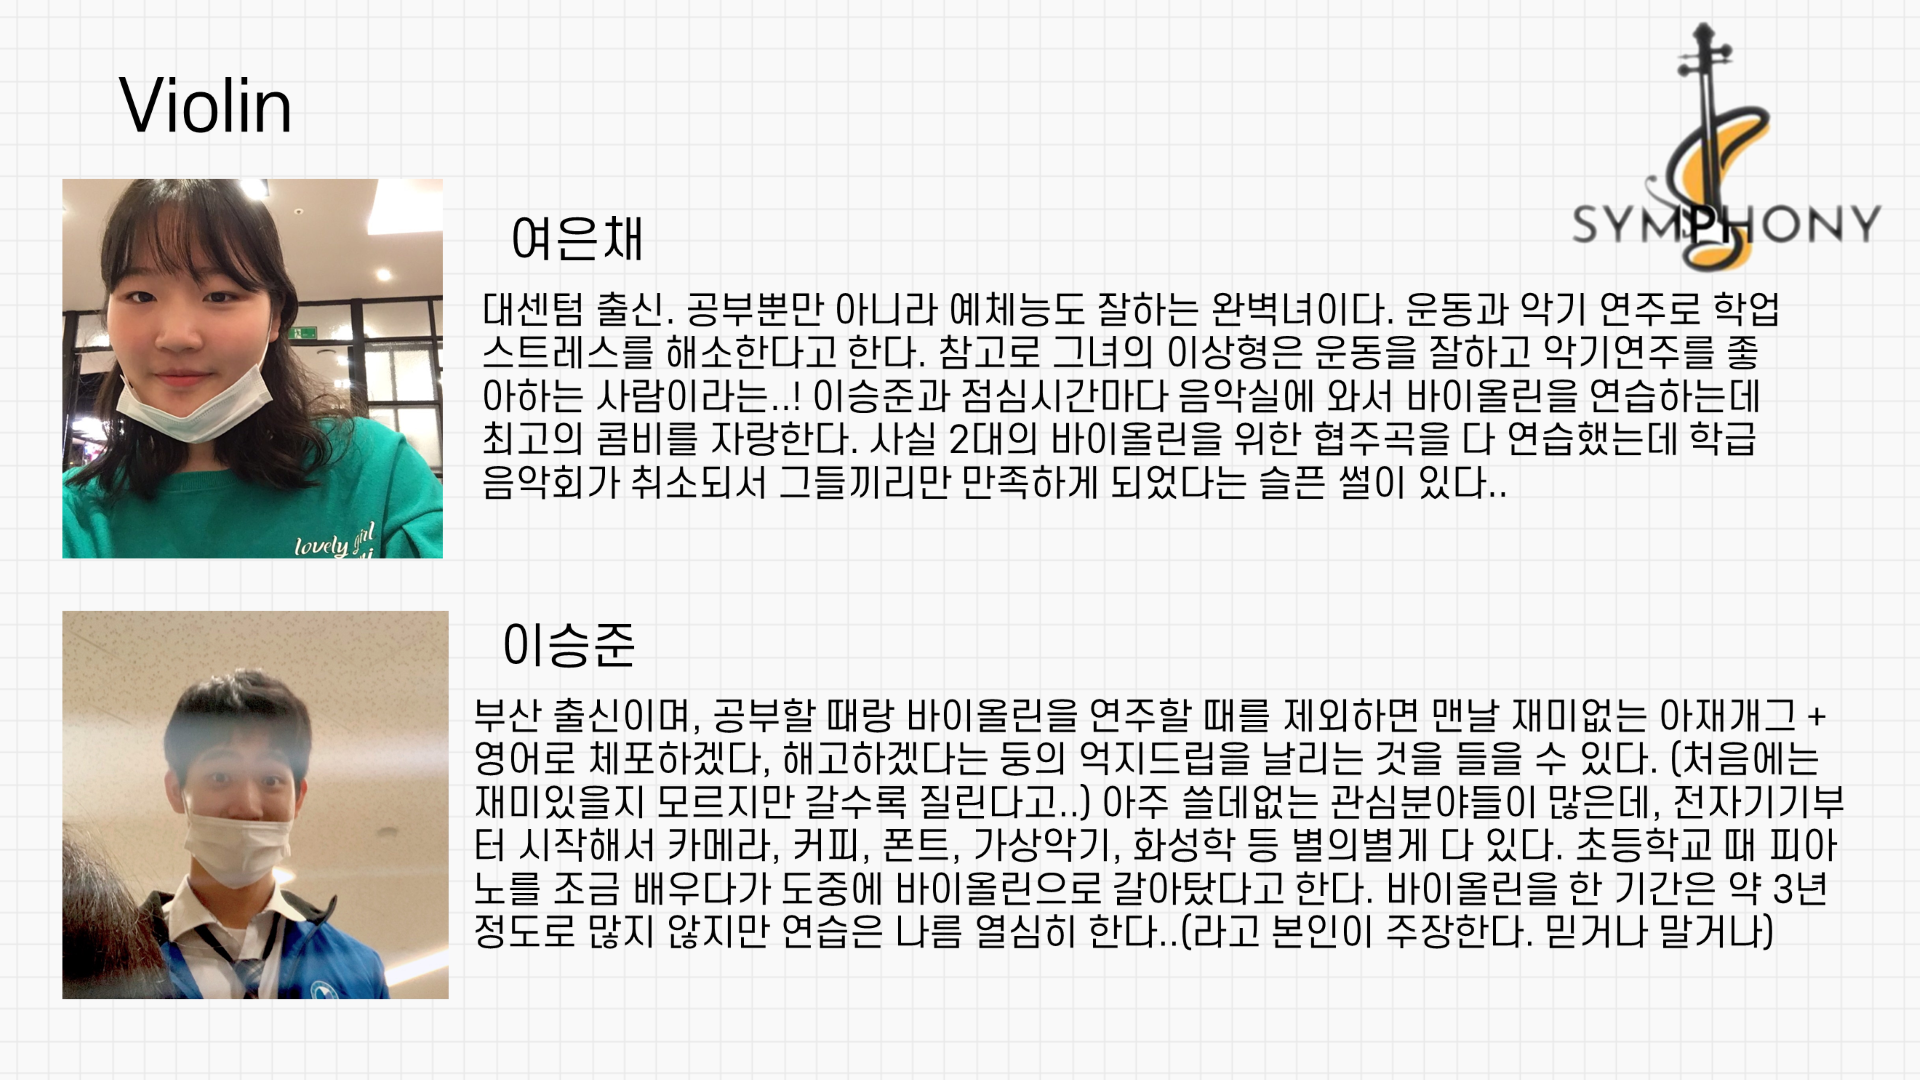 Violin
SYMPHONY
여은채
대센텀 출신. 공부뿐만 아니라 예체능도 잘하는 완벽녀이다. 운동과 악기 연주로 학업
스트레스를 해소한다고 한다. 참고로 그녀의 이상형은 운동을 잘하고 악기연주를 좋
아하는 사람이라는..! 이승준과 점심시간마다 음악실에 와서 바이올린을 연습하는데
최고의 콤비를 자랑한다. 사실 2대의 바이올린을 위한 협주곡을 다 연습했는데 학급
음악회가 취소되서 그들끼리만 만족하게 되었다는 슬픈 썰이 있다..
lovely girl
이승준
부산 출신이며, 공부할 때랑 바이올린을 연주할 때를 제외하면 맨날 재미없는 아재개그 +
영어로 체포하겠다, 해고하겠다는 둥의 억지드립을 날리는 것을 들을 수 있다. (처음에는
재미있을지 모르지만 갈수록 질린다고..) 아주 쓸데없는 관심분야들이 많은데, 전자기기부
터 시작해서 카메라, 커피, 폰트, 가상악기, 화성학 등 별의별게 다 있다. 초등학교 때 피아
노를 조금 배우다가 도중에 바이올린으로 갈아탔다고 한다. 바이올린을 한 기간은 약 3년
정도로 많지 않지만 연습은 나름 열심히 한다..(라고 본인이 주장한다. 믿거나 말거나)